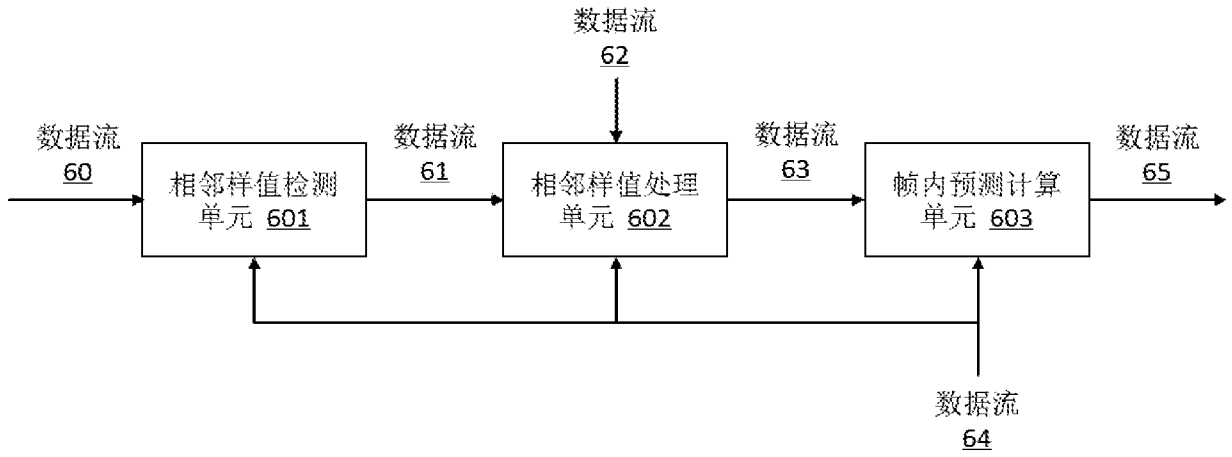 数据流
62
数据流
60
数据流
61
数据流
63
数据流
65
相邻样值检测
单元 601
相邻样值处理
单元 602
帧内预测计算
单元 603
数据流
64